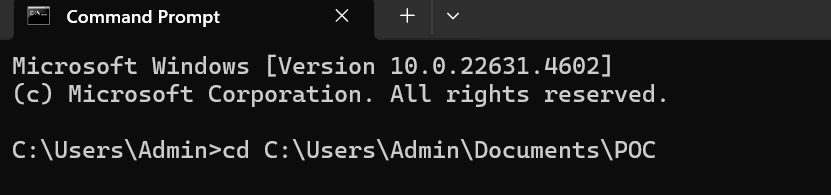 Command Prompt
Microsoft Windows [Version 10.0.22631.4602]
(c) Microsoft Corporation. All rights reserved.
C:\Users\Admin>cd C:\Users\Admin\Documents\POC